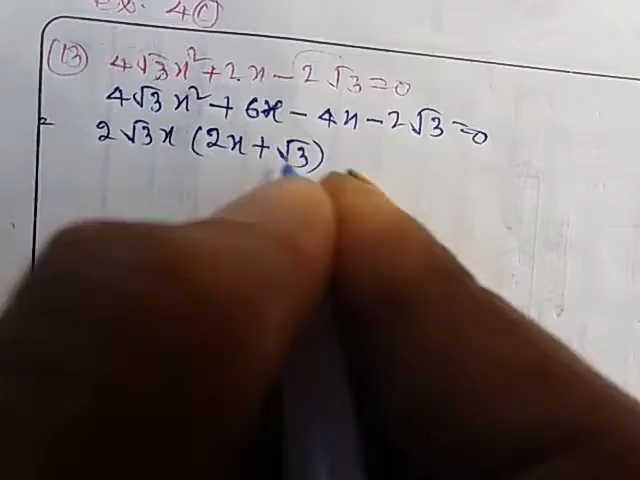 Ex. 4(C)
(13) 4√3x²+2x-2√3=0
4√3x²+6x-4x-2√3=0
2√3x(2x+√3)